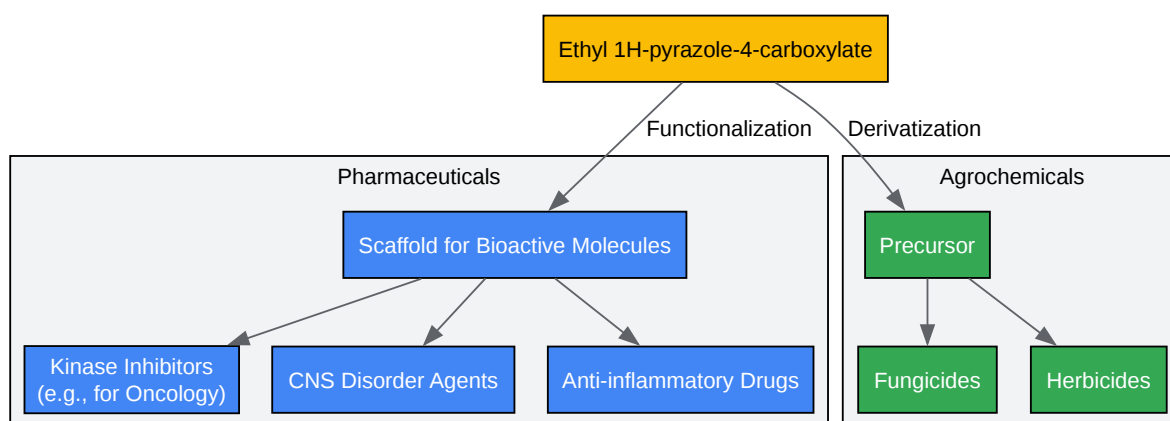 Ethyl 1H-pyrazole-4-carboxylate
Functionalization
Derivatization
Pharmaceuticals
Agrochemicals
Scaffold for Bioactive Molecules
Precursor
Kinase Inhibitors
(e.g., for Oncology)
CNS Disorder Agents
Anti-inflammatory Drugs
Fungicides
Herbicides